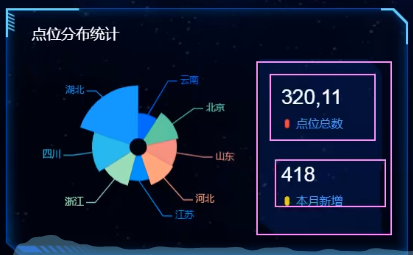 点位分布统计
云南
湖北
北京
320,11
点位总数
四川
山东
418
浙江
河北
本月新增
江苏